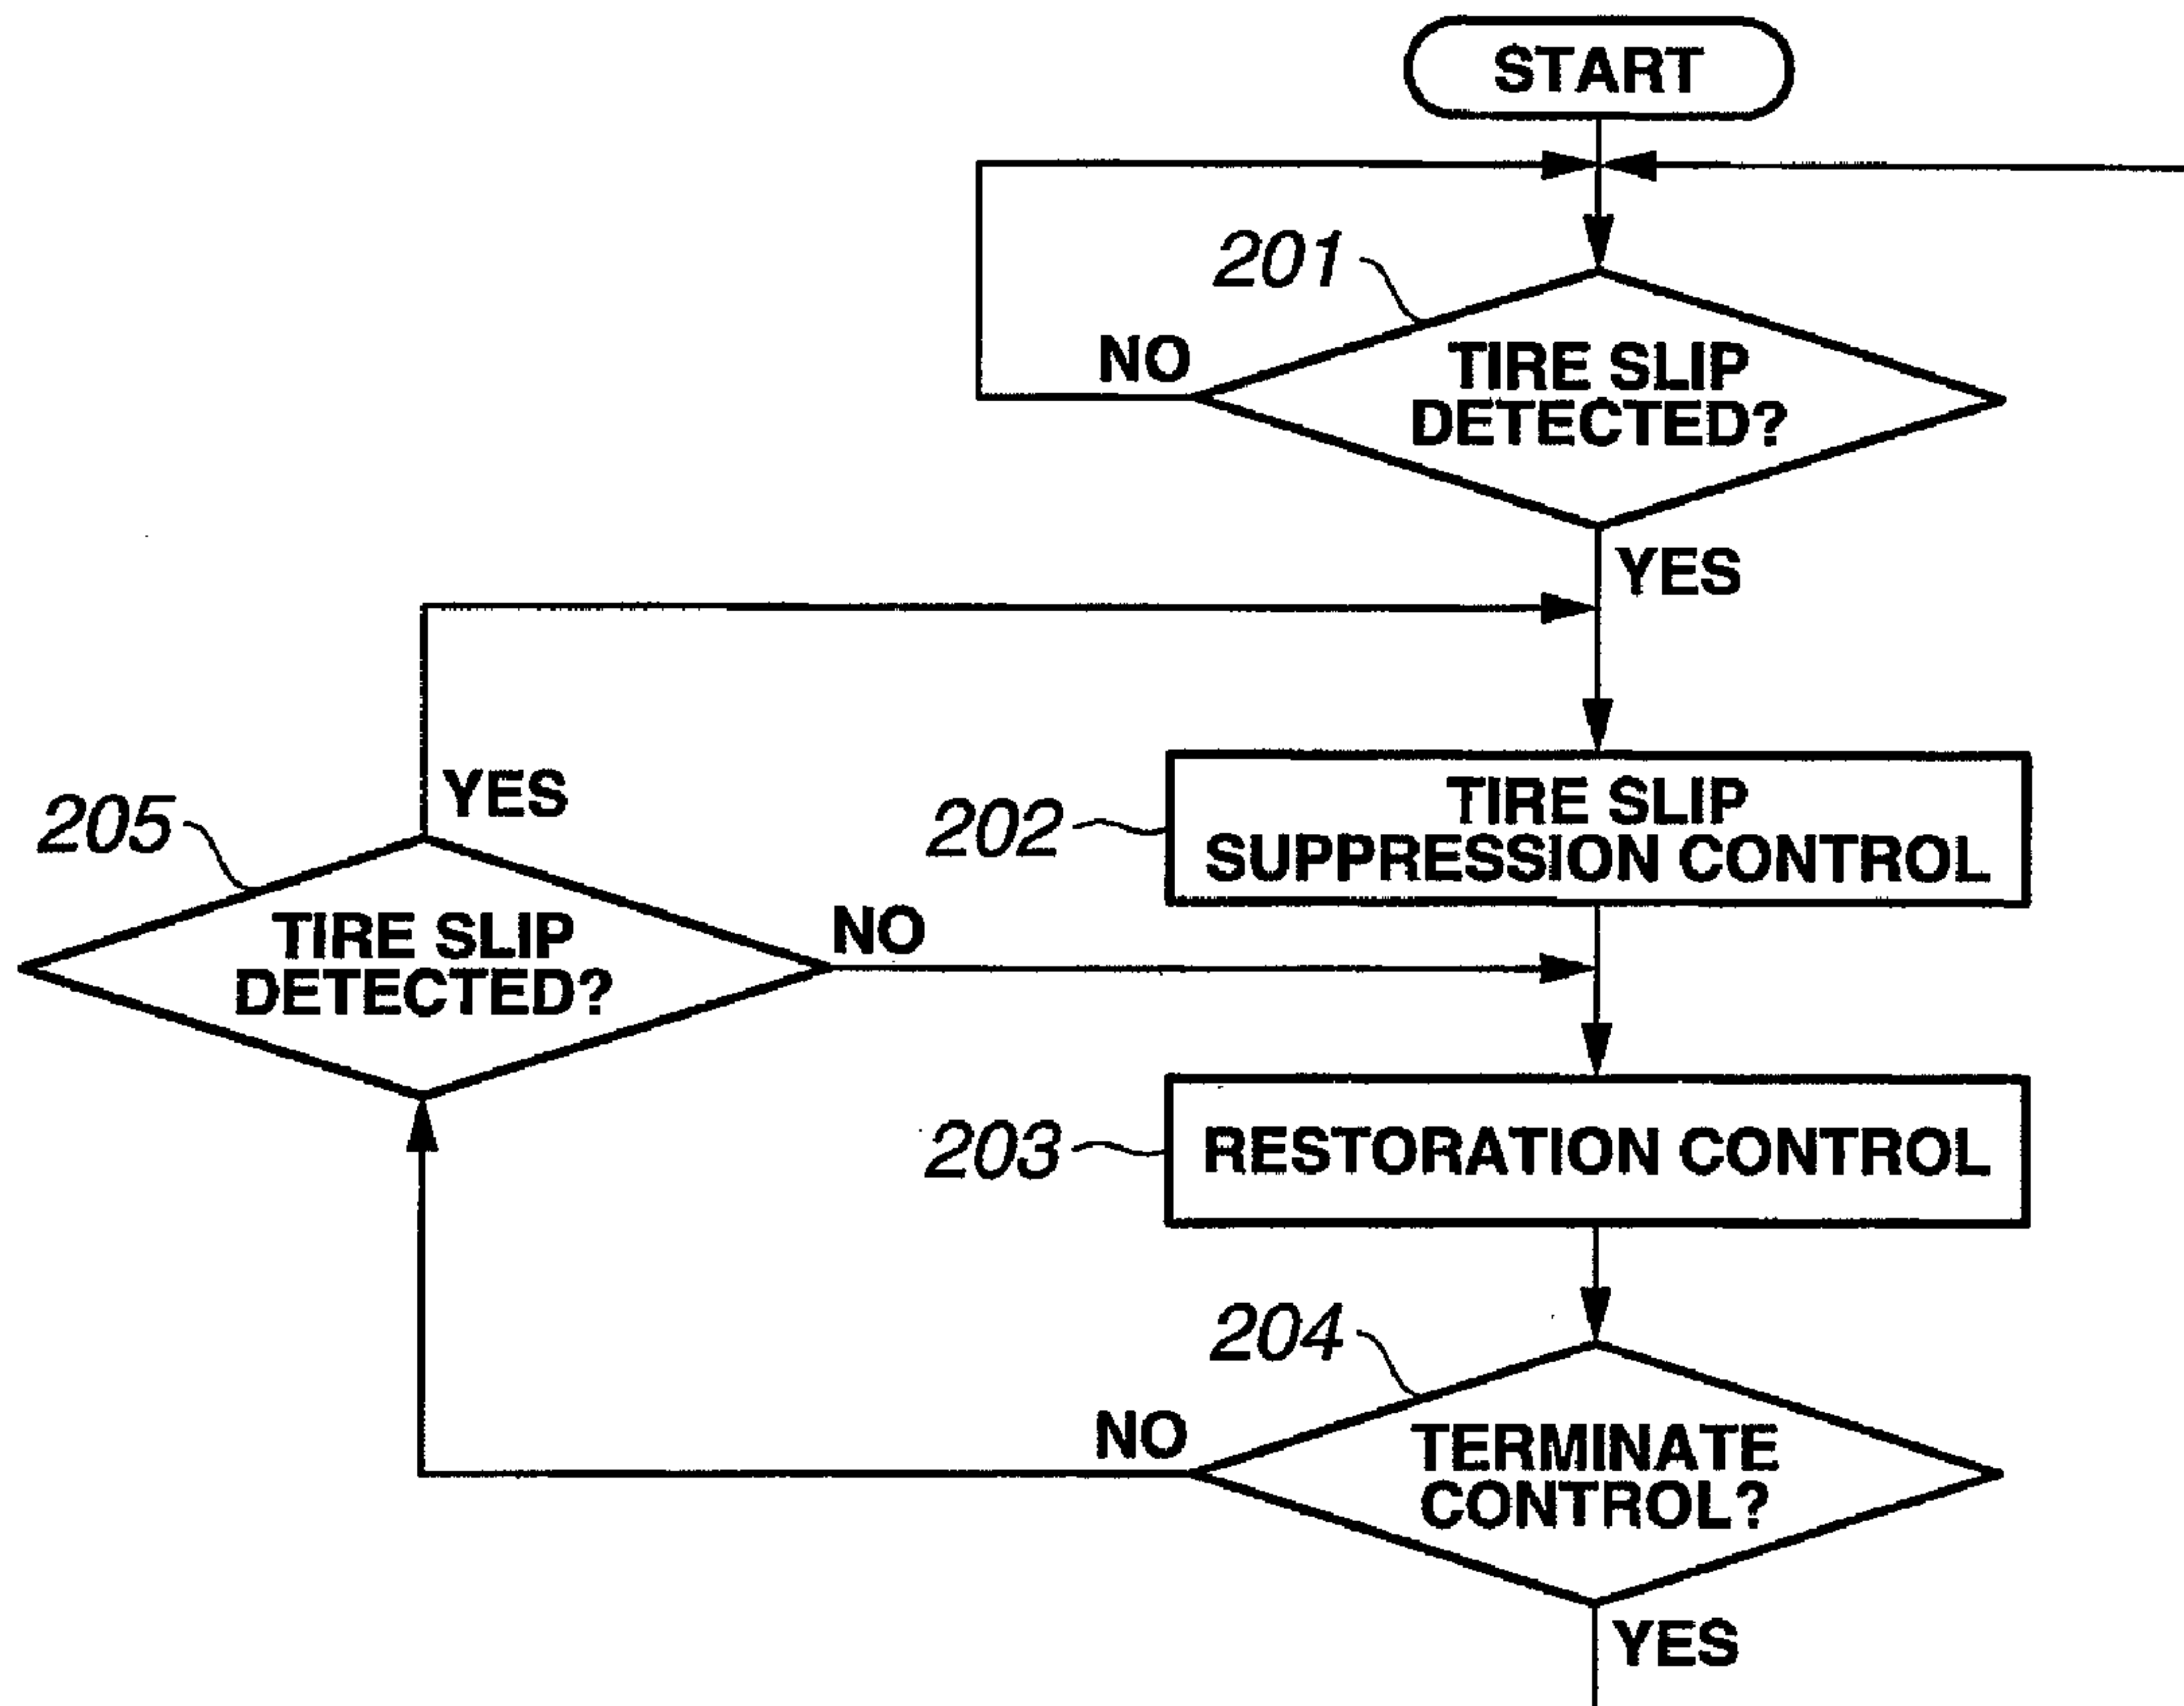 START
201
NO
TIRE SLIP
DETECTED?
YES
YES
205
TIRE SLIP
DETECTED?
NO
202
TIRE SLIP
SUPPRESSION CONTROL
203
RESTORATION CONTROL
204
NO
TERMINATE
CONTROL?
YES